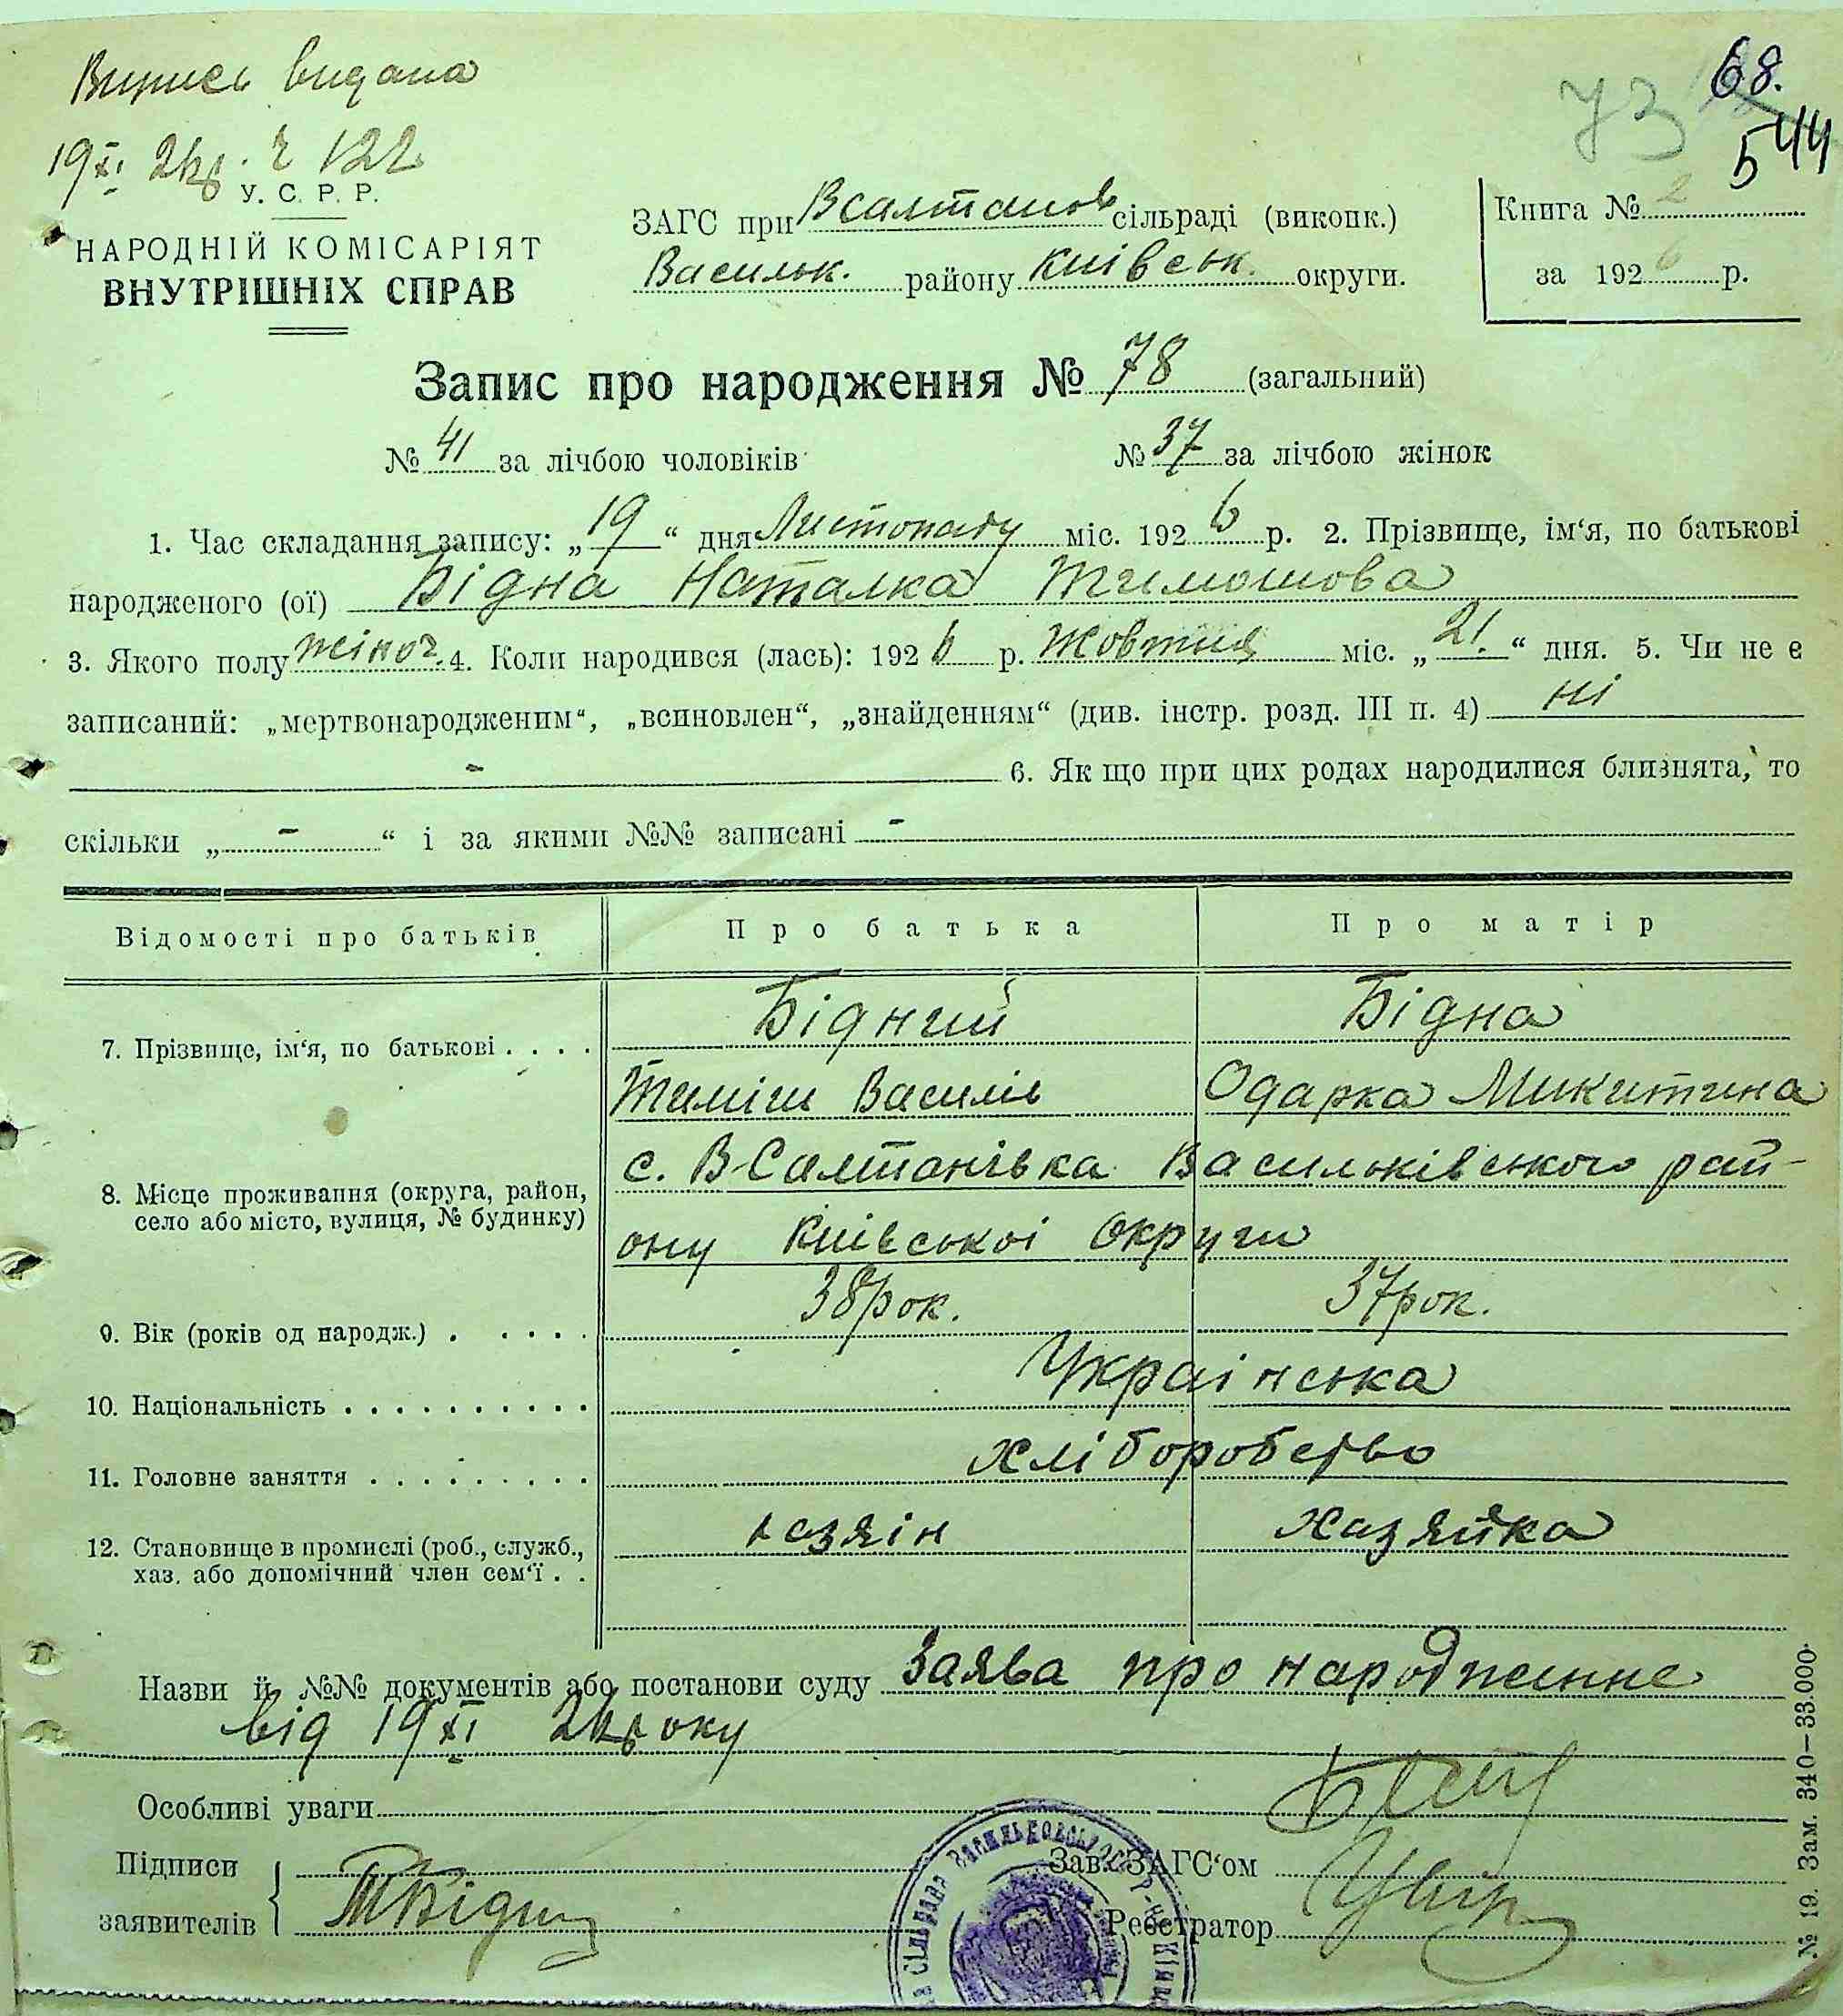 Випись видана
19 XI 26 р. № 122
73
68.
544
У. С. Р. Р.
НАРОДНІЙ КОМІСАРІЯТ
ВНУТРІШНІХ СПРАВ
ЗАГС при Всалтанов сільраді (виконк.)
Васильк. району Київськ. округи.
Книга № 2
за 1926 р.
Запис про народження № 78 (загальний)
№ 41 за лічбою чоловіків № 37 за лічбою жінок
1. Час складання запису: „19“ дня Листопаду міс. 1926 р. 2. Прізвище, ім‘я, по батькові
народженого (ої) Бідна Наталка Тимошова
3. Якого полу жіноч. 4. Коли народився (лась): 1926 р. Жовтня міс. „21.“ дня. 5. Чи не є
записаний: „мертвонародженим“, „всиновлен“, „знайденням“ (див. інстр. розд. III п. 4) ні
- 6. Як що при цих родах народилися близнята, то
скільки „ - “ і за якими №№ записані -
Відомості про батьків Про батька Про матір
7. Прізвище, ім‘я, по батькові . . . . Бідний Бідна
Тиміш Василів Одарка Микитина
8. Місце проживання (округа, район, село або місто, вулиця, № будинку) с. В-Салтанівка Васильківського рай-
ону Київської Округи
9. Вік (років од народж.) . . . . . 38 рок. 37 рок.
10. Національність . . . . . . . . . . Українська
11. Головне заняття . . . . . . . . . Хліборобство
12. Становище в промислі (роб., служб., хаз. або допомічний член сем‘ї . . хазяїн хазяйка
Назви й №№ документів або постанови суду Заява про народження
від 19 XI 26 року
Особливі уваги
Підписи
заявителів ТБідний
Зав. ЗАГС‘ом
Реєстратор
№ 19. Зам. 340—33.000.